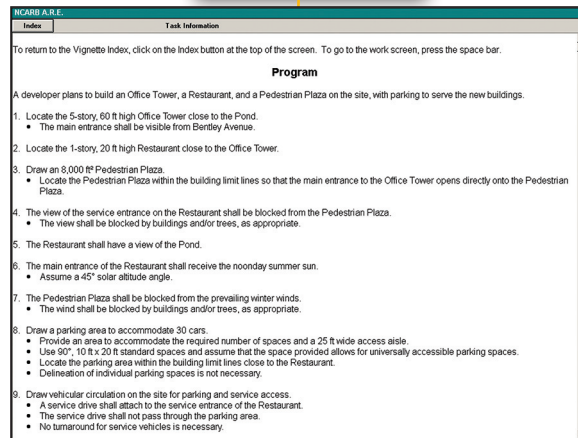 NCARB A.R.E.
Index Task Information
To return to the Vignette Index, click on the Index button at the top of the screen. To go to the work screen, press the space bar.
Program
A developer plans to build an Office Tower, a Restaurant, and a Pedestrian Plaza on the site, with parking to serve the new buildings.
1. Locate the 5-story, 60 ft high Office Tower close to the Pond.
• The main entrance shall be visible from Bentley Avenue.
2. Locate the 1-story, 20 ft high Restaurant close to the Office Tower.
3. Draw an 8,000 ft² Pedestrian Plaza.
• Locate the Pedestrian Plaza within the building limit lines so that the main entrance to the Office Tower opens directly onto the Pedestrian
Plaza.
4. The view of the service entrance on the Restaurant shall be blocked from the Pedestrian Plaza.
• The view shall be blocked by buildings and/or trees, as appropriate.
5. The Restaurant shall have a view of the Pond.
6. The main entrance of the Restaurant shall receive the noonday summer sun.
• Assume a 45° solar altitude angle.
7. The Pedestrian Plaza shall be blocked from the prevailing winter winds.
• The wind shall be blocked by buildings and/or trees, as appropriate.
8. Draw a parking area to accommodate 30 cars.
• Provide an area to accommodate the required number of spaces and a 25 ft wide access aisle.
• Use 90°, 10 ft x 20 ft standard spaces and assume that the space provided allows for universally accessible parking spaces.
• Locate the parking area within the building limit lines close to the Restaurant.
• Delineation of individual parking spaces is not necessary.
9. Draw vehicular circulation on the site for parking and service access.
• A service drive shall attach to the service entrance of the Restaurant.
• The service drive shall not pass through the parking area.
• No turnaround for service vehicles is necessary.